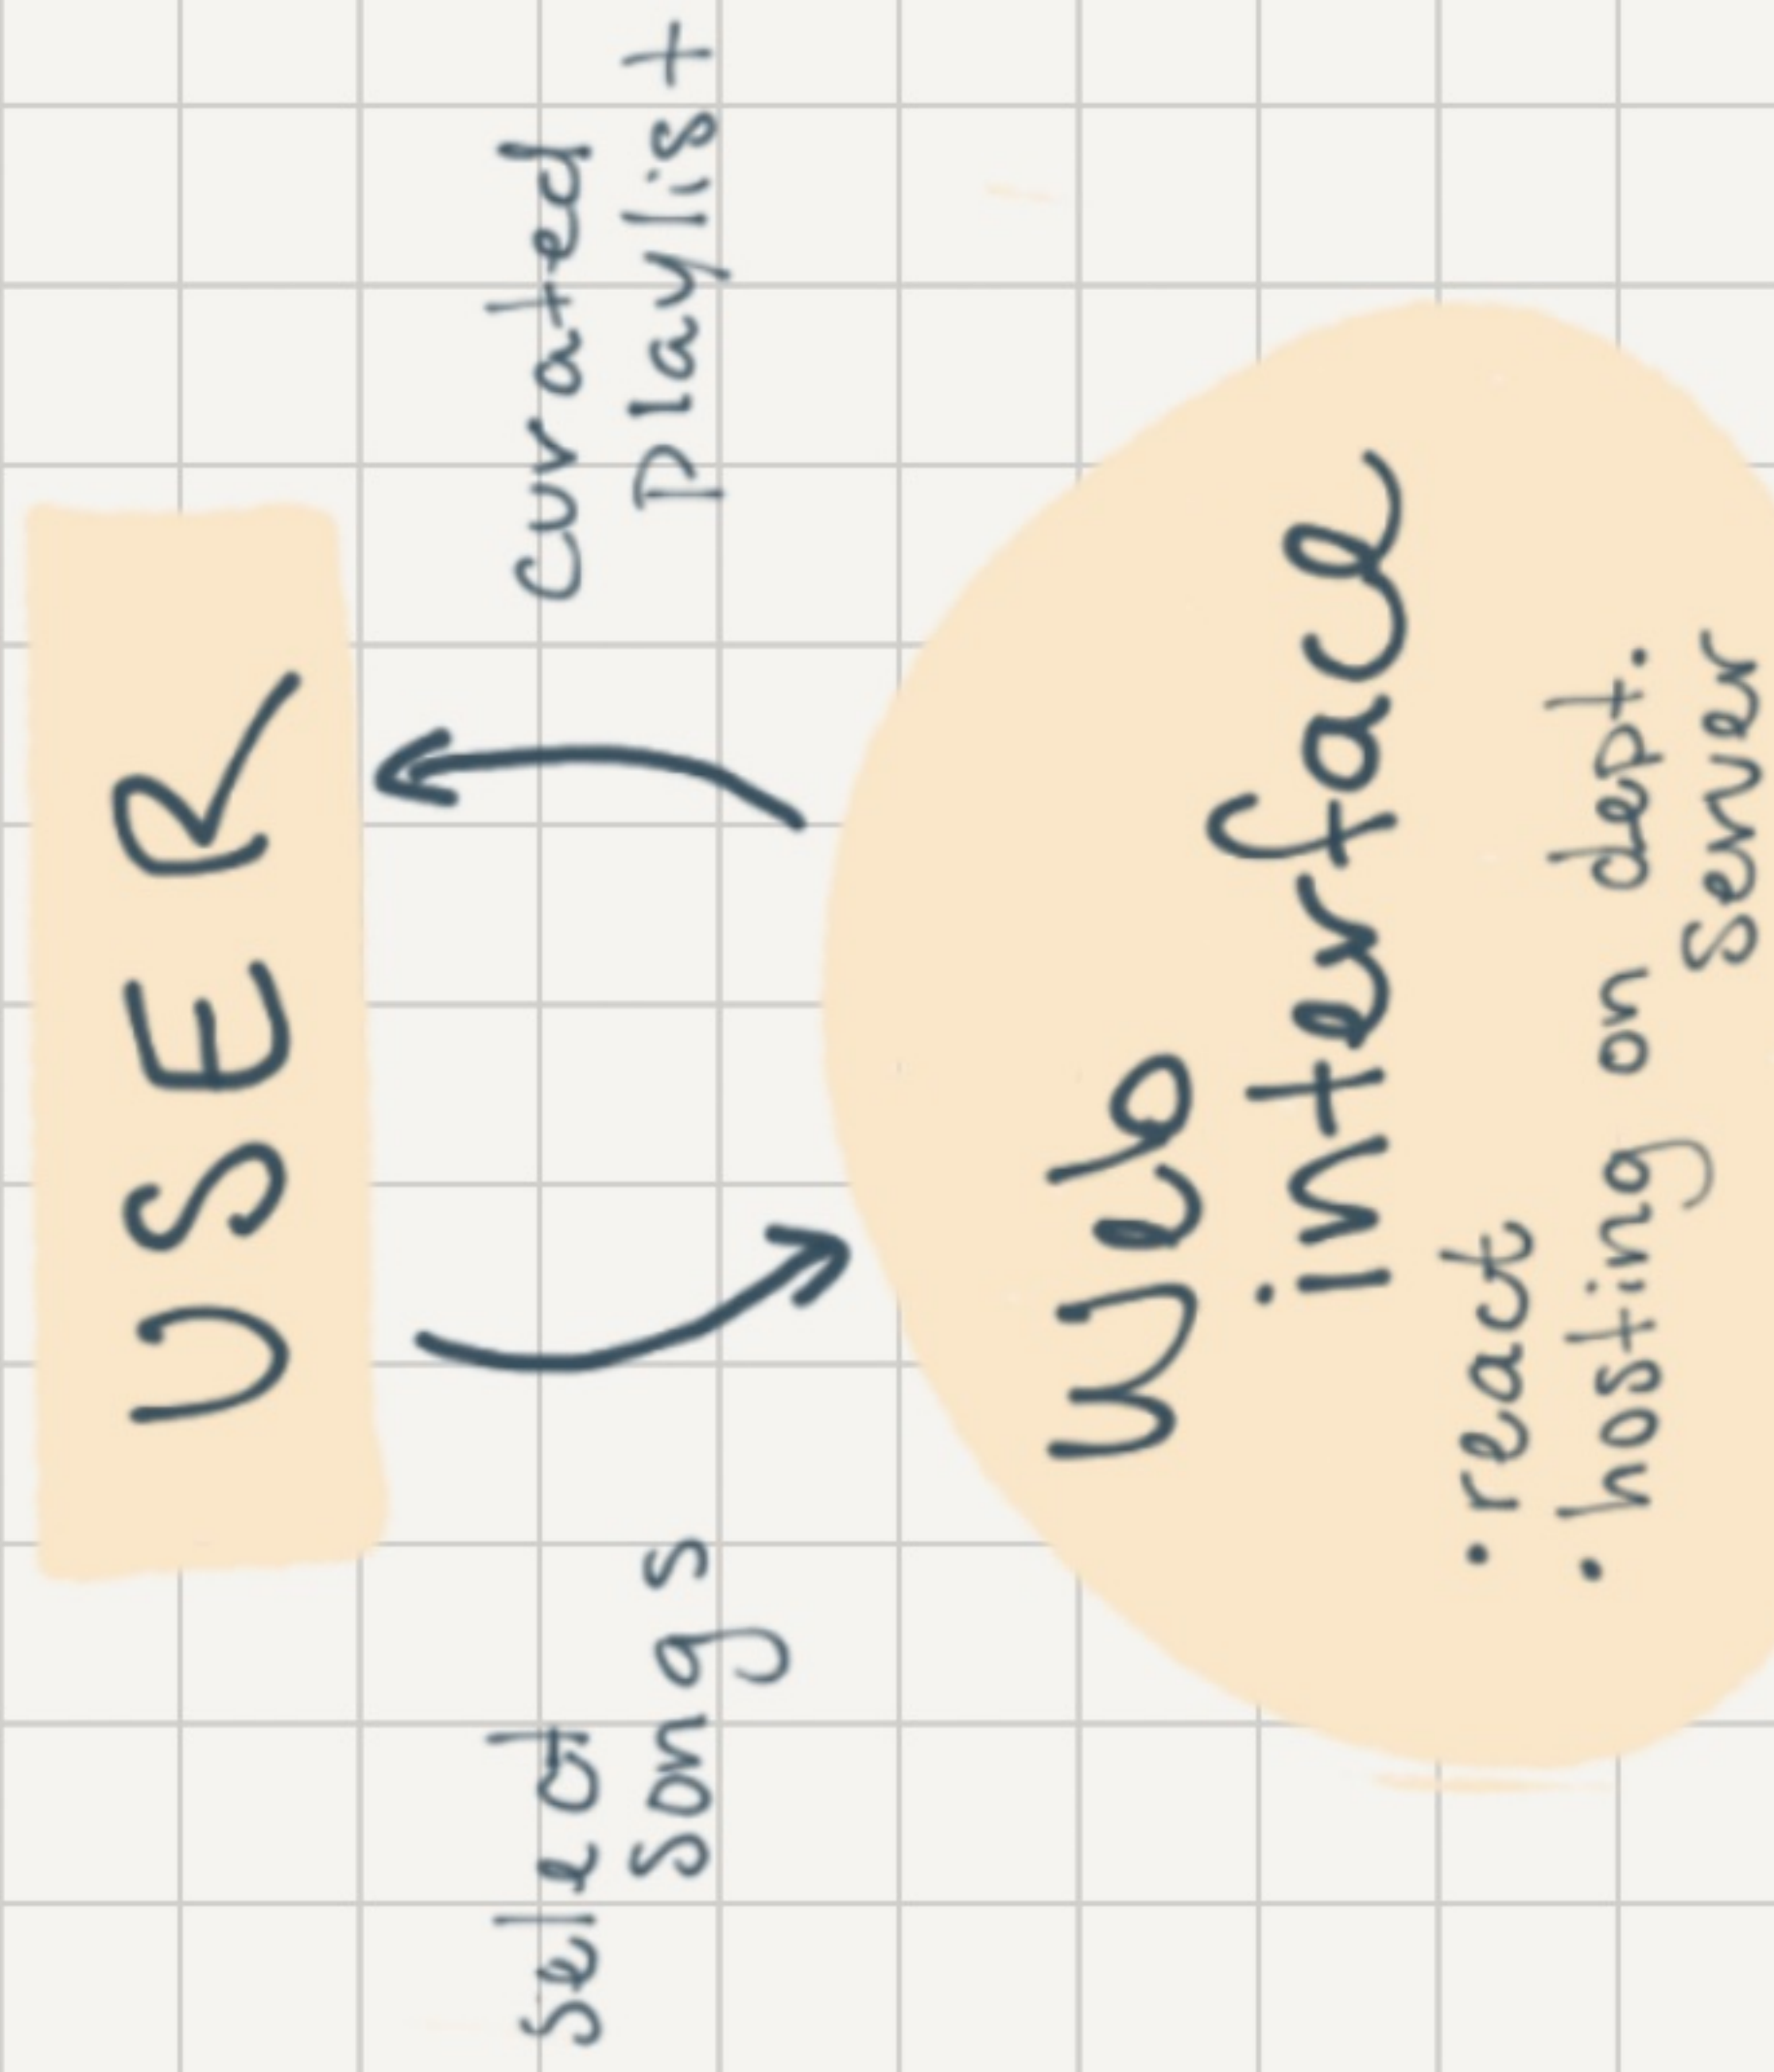 USER
select
songs
curated
playlist
Web
interface
· react
· hosting on dept.
server